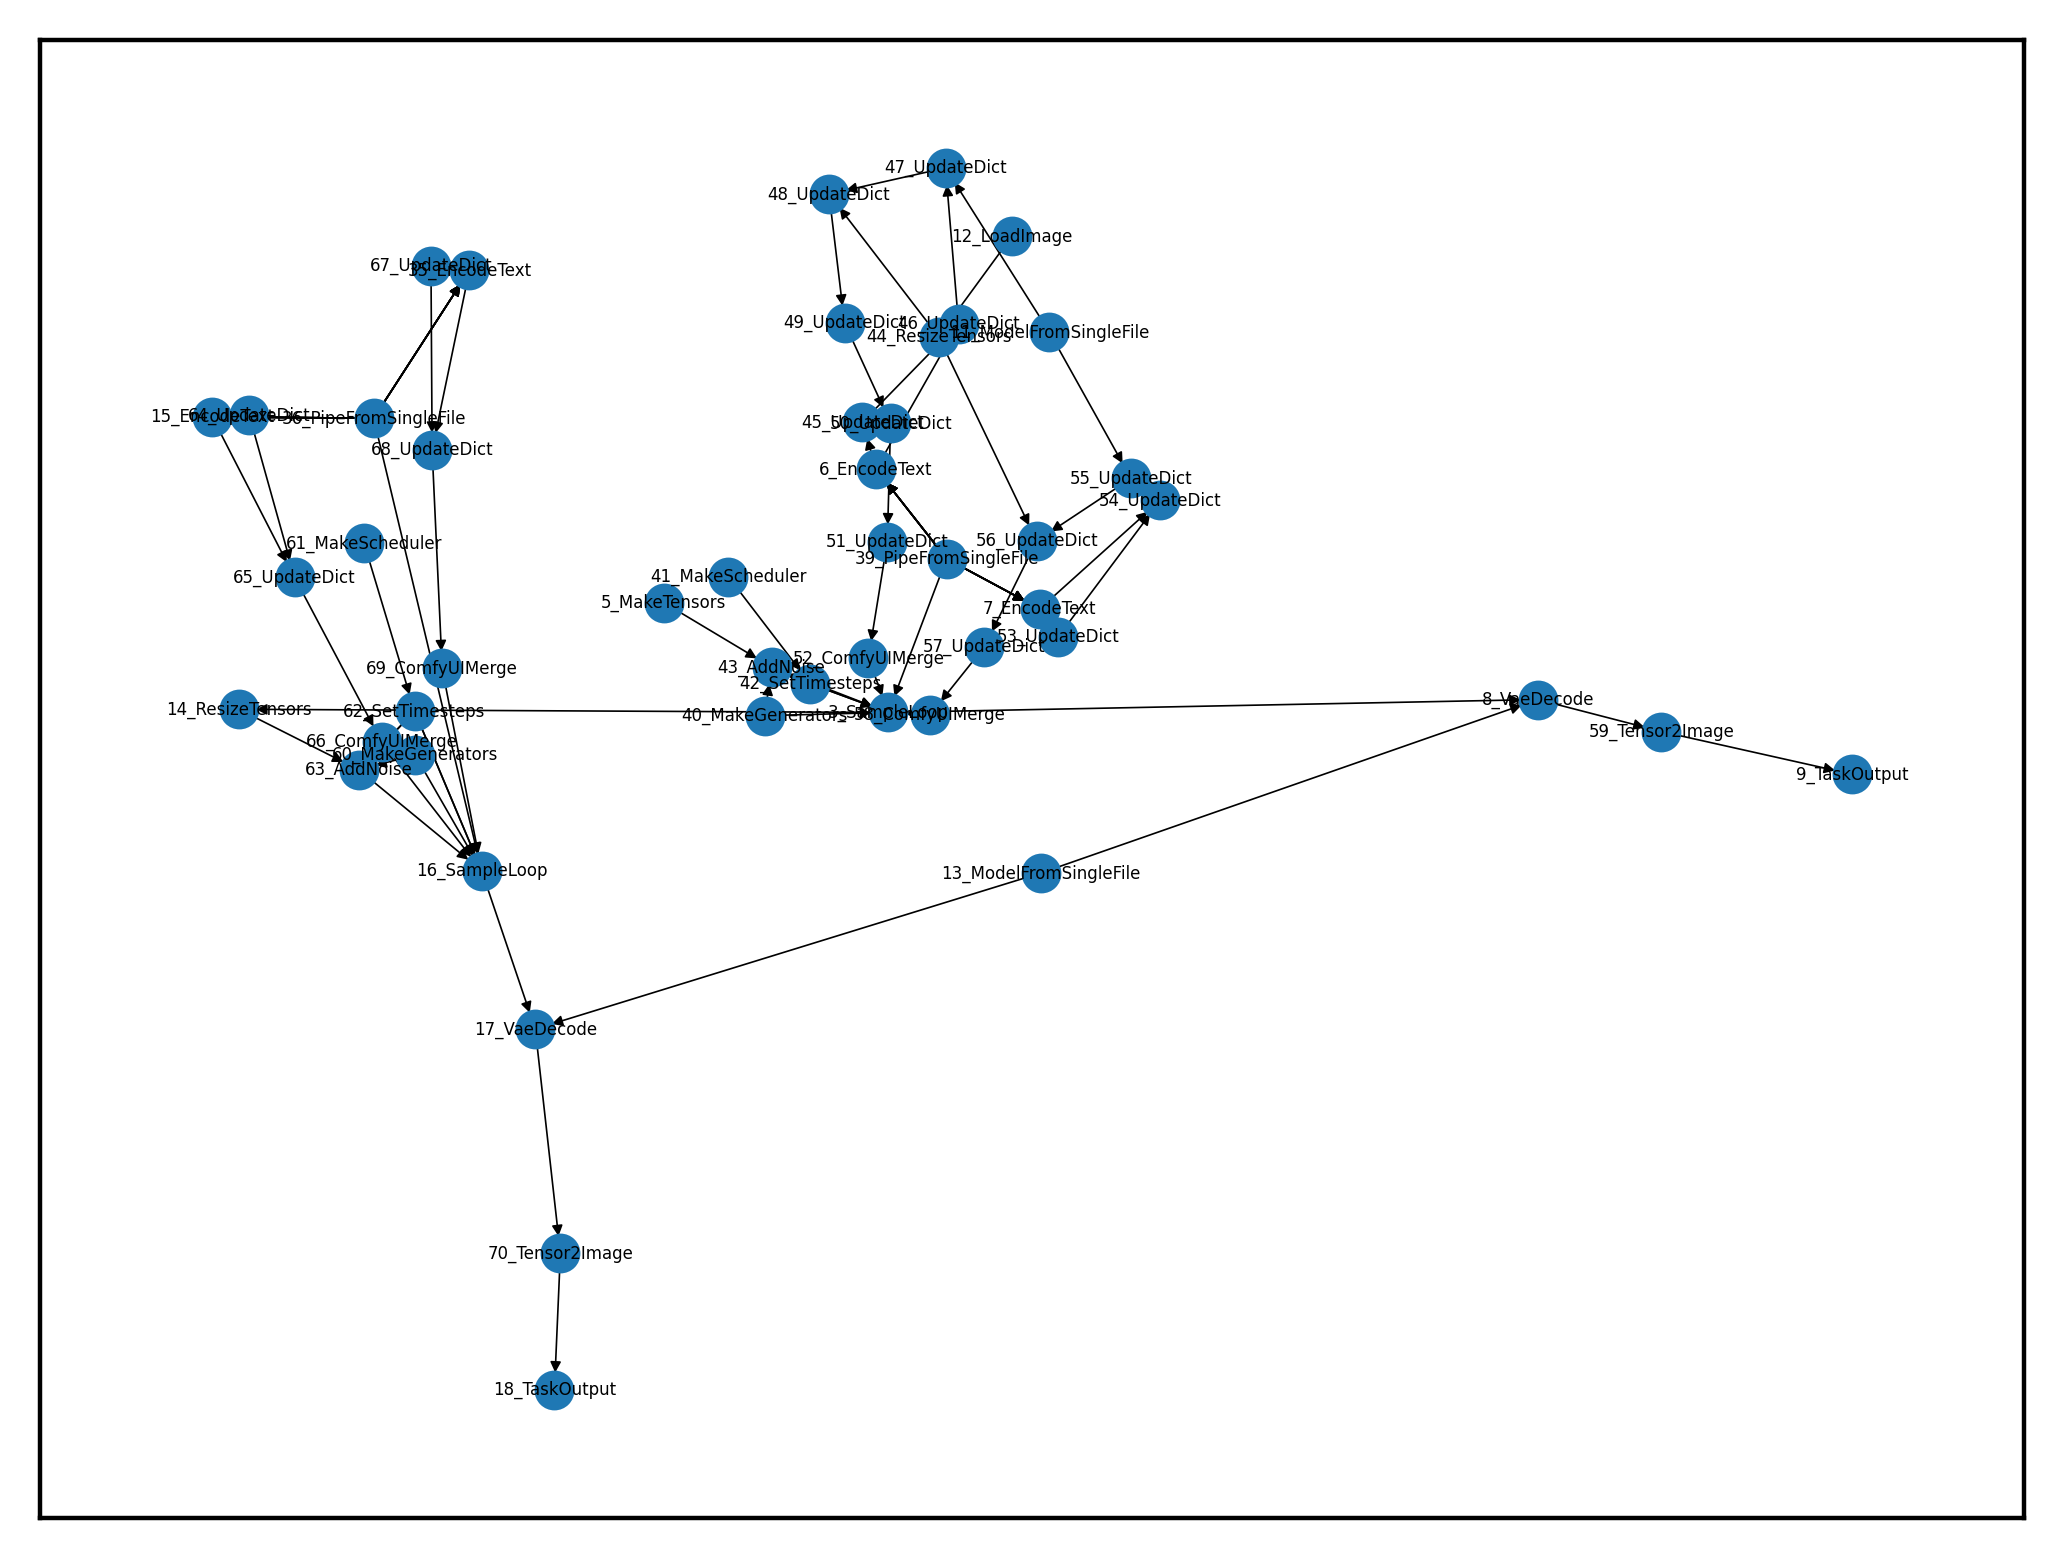 47_UpdateDict
48_UpdateDict
12_LoadImage
67_UpdateDict
35_EncodeText
49_UpdateDict
46_UpdateDict
11_ModelFromSingleFile
44_ResizeTensors
15_EncodeText
64_UpdateDict
36_PipeFromSingleFile
45_UpdateDict
50_UpdateDict
68_UpdateDict
6_EncodeText
55_UpdateDict
54_UpdateDict
61_MakeScheduler
51_UpdateDict
56_UpdateDict
39_PipeFromSingleFile
65_UpdateDict
41_MakeScheduler
5_MakeTensors
7_EncodeText
53_UpdateDict
57_UpdateDict
69_ComfyUIMerge
43_AddNoise
52_ComfyUIMerge
42_SetTimesteps
14_ResizeTensors
62_SetTimesteps
40_MakeGenerators
3_SampleLoop
58_ComfyUIMerge
8_VaeDecode
59_Tensor2Image
66_ComfyUIMerge
60_MakeGenerators
63_AddNoise
9_TaskOutput
16_SampleLoop
13_ModelFromSingleFile
17_VaeDecode
70_Tensor2Image
18_TaskOutput